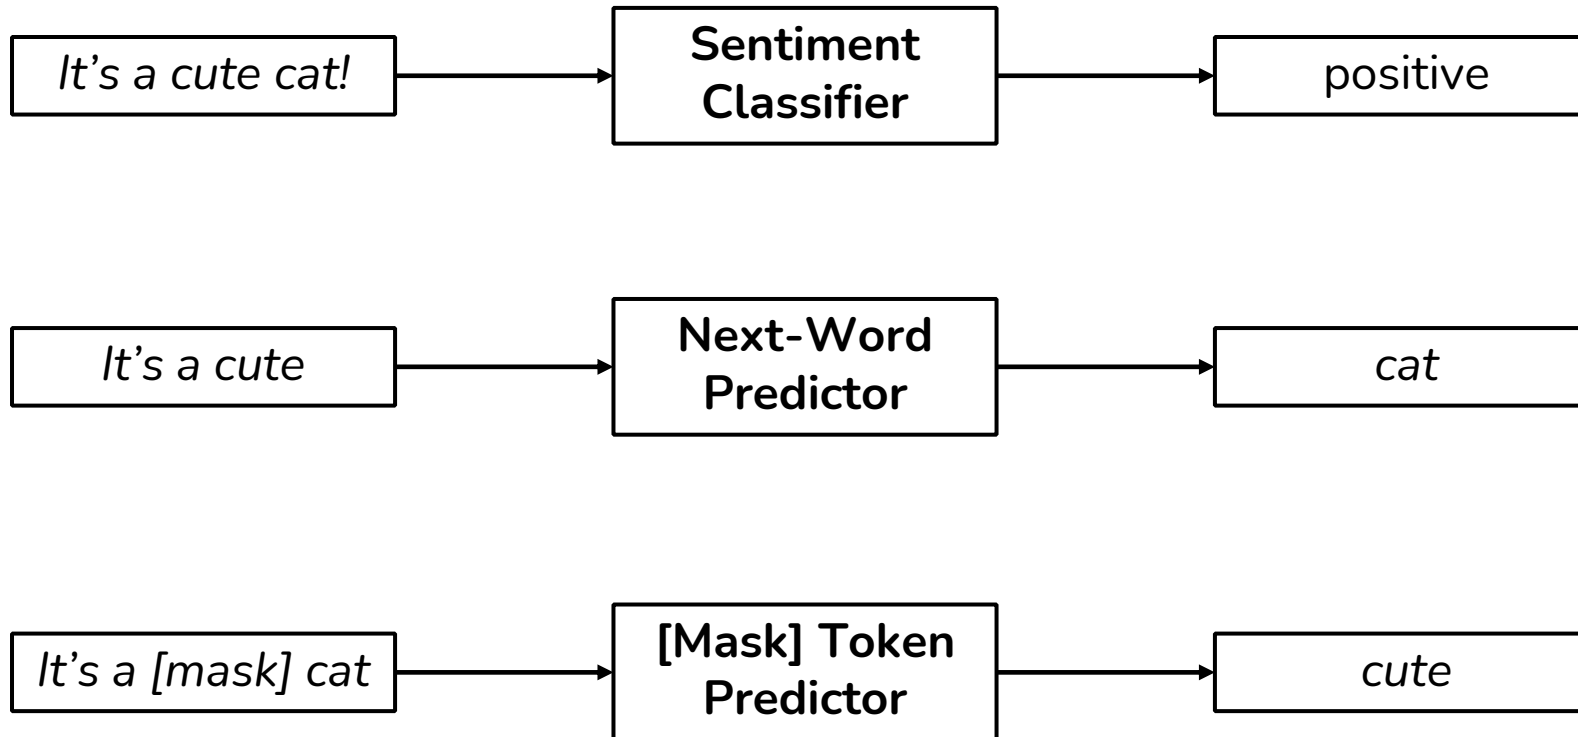 It’s a cute cat!
Sentiment
Classifier
positive
It’s a cute
Next-Word
Predictor
cat
It’s a [mask] cat
[Mask] Token
Predictor
cute